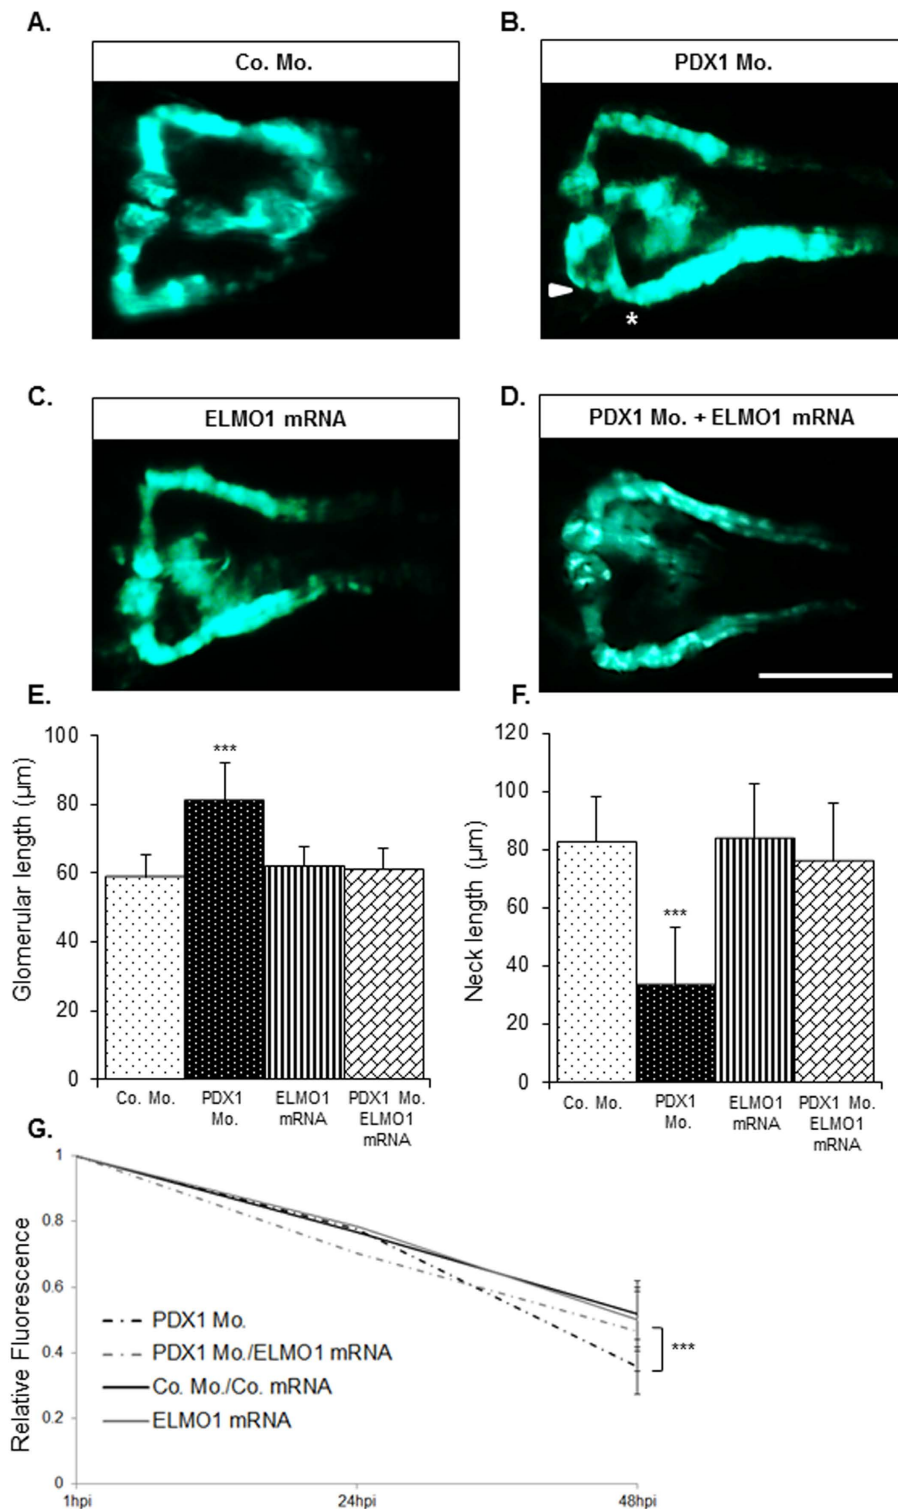 A.
Co. Mo.
B.
PDX1 Mo.
*
C.
ELMO1 mRNA
D.
PDX1 Mo. + ELMO1 mRNA
E.
Glomerular length (μm)
100
80
60
40
20
0
***
Co. Mo.
PDX1
Mo.
ELMO1
mRNA
PDX1 Mo.
ELMO1
mRNA
F.
Neck length (μm)
120
100
80
60
40
20
0
***
Co. Mo.
PDX1
Mo.
ELMO1
mRNA
PDX1 Mo.
ELMO1
mRNA
G.
Relative Fluorescence
1
0.8
0.6
0.4
0.2
0
PDX1 Mo.
PDX1 Mo./ELMO1 mRNA
Co. Mo./Co. mRNA
ELMO1 mRNA
***
1hpi
24hpi
48hpi